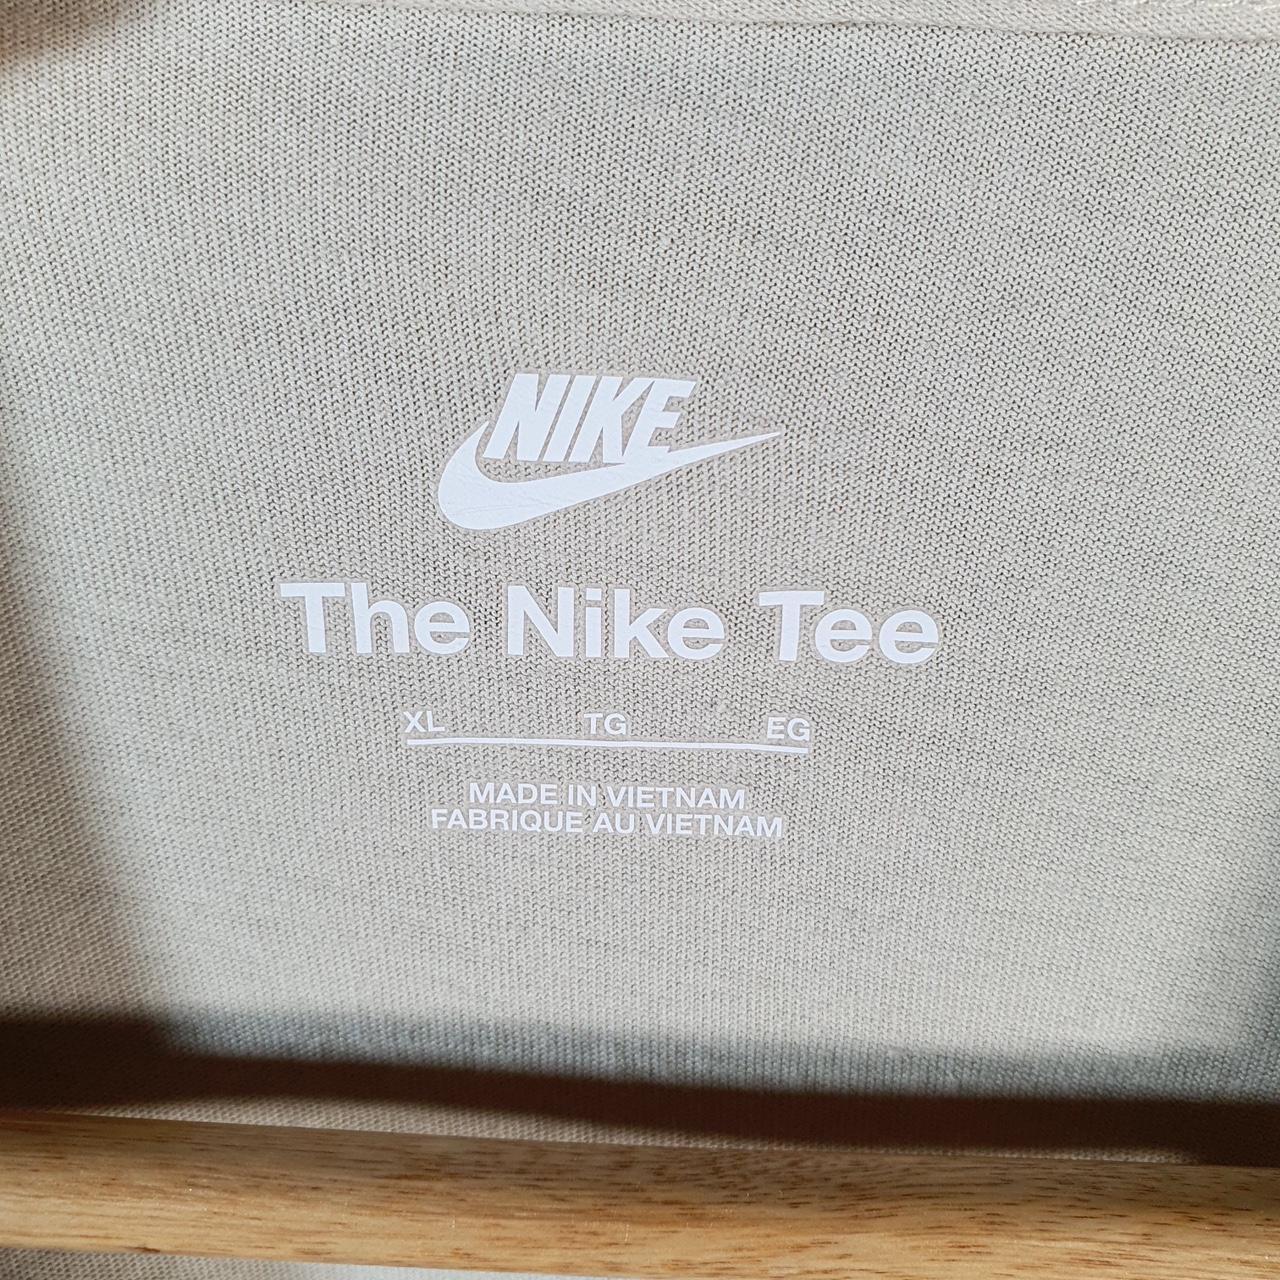 NIKE
The Nike Tee
XL TG EG
MADE IN VIETNAM
FABRIQUE AU VIETNAM